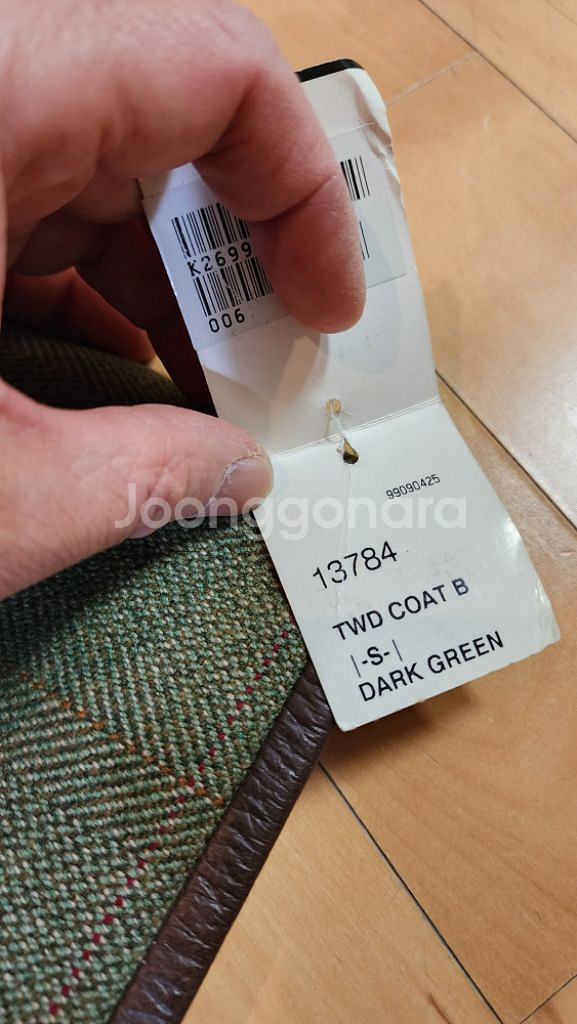 K2699
006
99090425
Joonggonara
13784
TWD COAT B
|-S-|
DARK GREEN